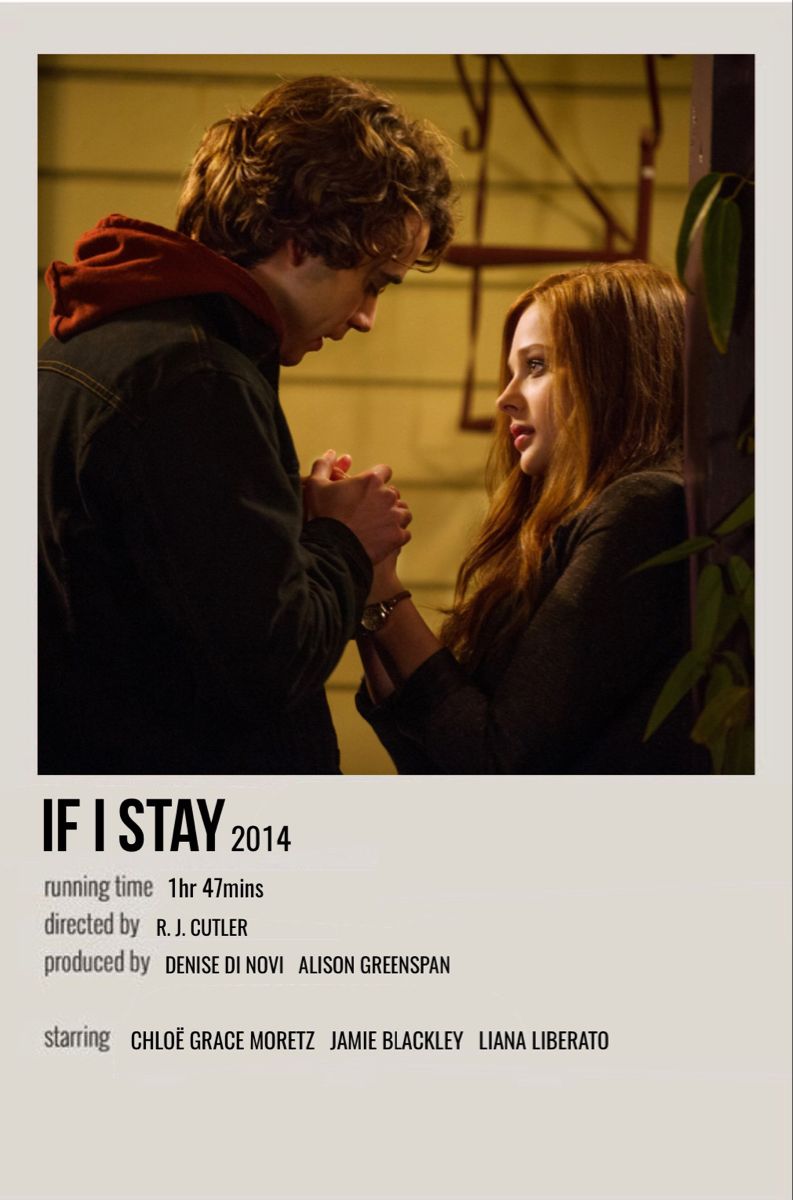 IF I STAY 2014
running time 1hr 47mins
directed by R. J. CUTLER
produced by DENISE DI NOVI ALISON GREENSPAN
starring CHLOË GRACE MORETZ JAMIE BLACKLEY LIANA LIBERATO